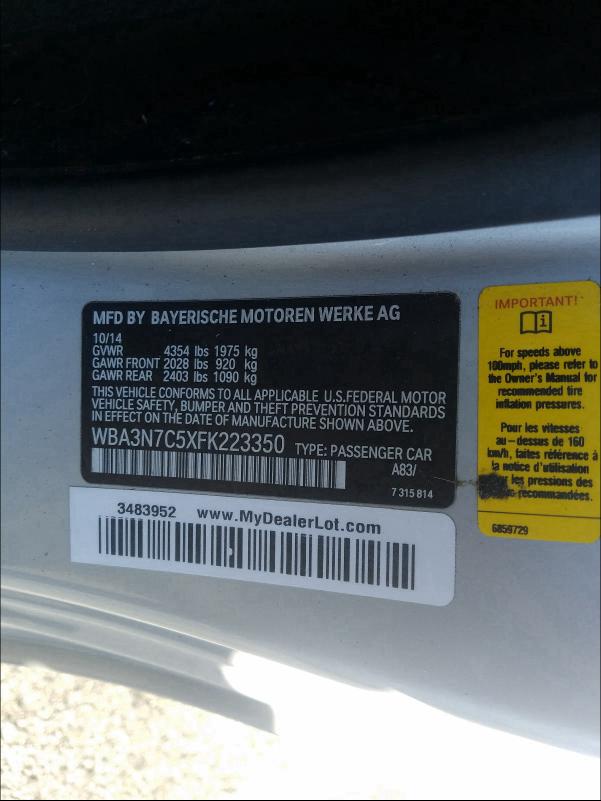 MFD BY BAYERISCHE MOTOREN WERKE AG
10/14
GVWR 4354 lbs 1975 kg
GAWR FRONT 2028 lbs 920 kg
GAWR REAR 2403 lbs 1090 kg
THIS VEHICLE CONFORMS TO ALL APPLICABLE U.S.FEDERAL MOTOR
VEHICLE SAFETY, BUMPER AND THEFT PREVENTION STANDARDS
IN EFFECT ON THE DATE OF MANUFACTURE SHOWN ABOVE.
WBA3N7C5XFK223350 TYPE: PASSENGER CAR
A83/
7 315 814
3483952 www.MyDealerLot.com
IMPORTANT!
For speeds above
100mph, please refer to
the Owner's Manual for
recommended tire
inflation pressures.
Pour les vitesses
au-dessus de 160
km/h, faites référence à
la notice d'utilisation
les pressions des
recommandées.
6859729